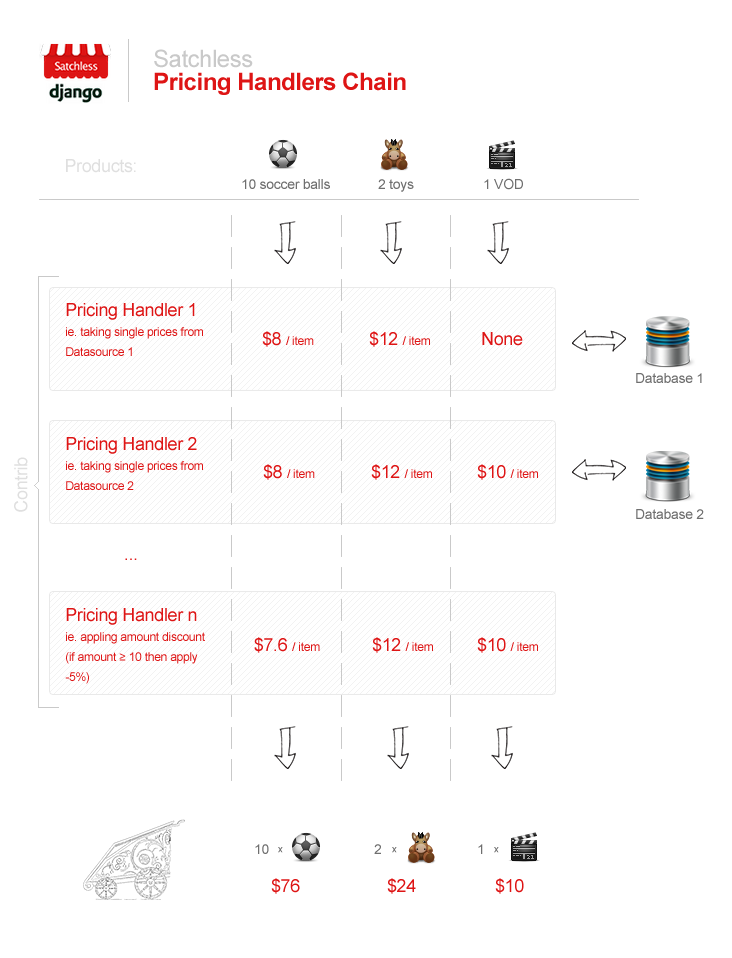 Satchless
django
Satchless
Pricing Handlers Chain
Products:
10 soccer balls
2 toys
1 VOD
Contrib
Pricing Handler 1
ie. taking single prices from
Datasource 1
$8 / item
$12 / item
None
Database 1
Pricing Handler 2
ie. taking single prices from
Datasource 2
$8 / item
$12 / item
$10 / item
Database 2
...
Pricing Handler n
ie. appling amount discount
(if amount ≥ 10 then apply
-5%)
$7.6 / item
$12 / item
$10 / item
10 x
2 x
1 x
$76
$24
$10